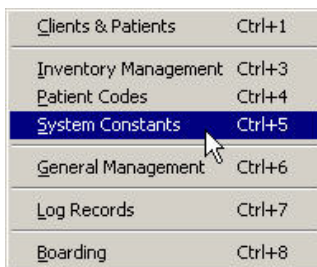 Clients & Patients Ctrl+1
Inventory Management Ctrl+3
Patient Codes Ctrl+4
System Constants Ctrl+5
General Management Ctrl+6
Log Records Ctrl+7
Boarding Ctrl+8